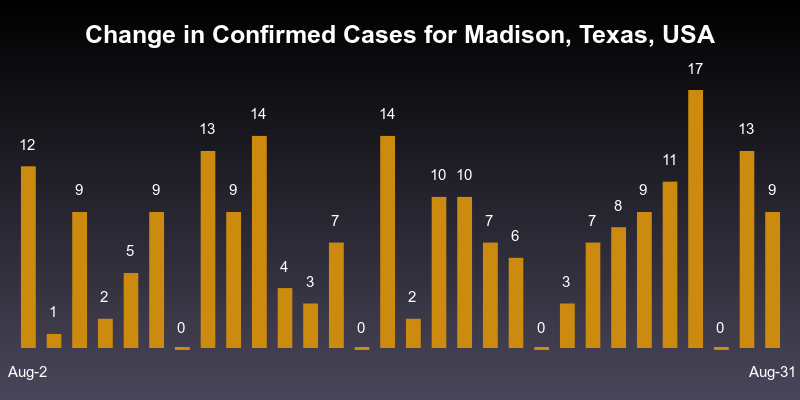 Change in Confirmed Cases for Madison, Texas, USA
12 1 9 2 5 9 0 13 9 14 4 3 7 0 14 2 10 10 7 6 0 3 7 8 9 11 17 0 13 9
Aug-2 Aug-31